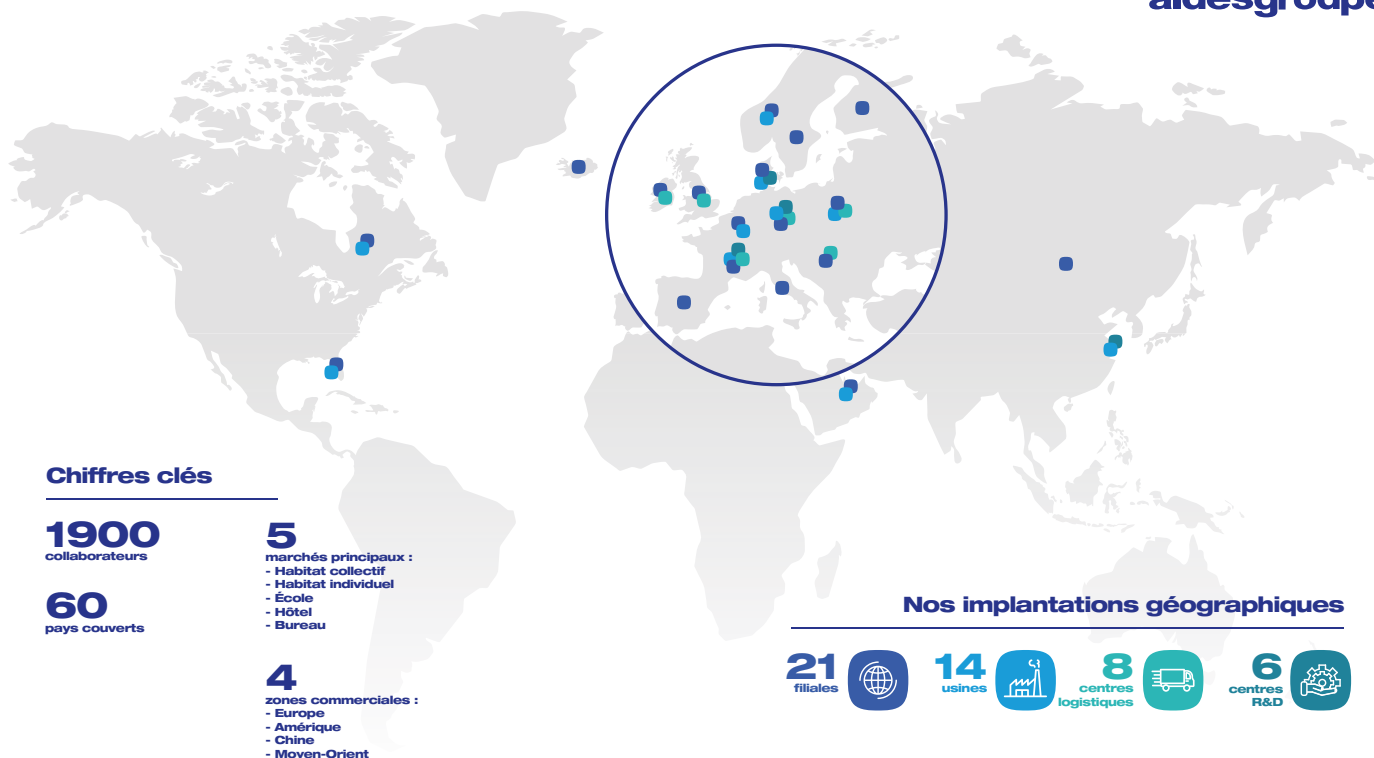 aldesgroupe
Chiffres clés
1900
collaborateurs
60
pays couverts
5
marchés principaux :
- Habitat collectif
- Habitat individuel
- École
- Hôtel
- Bureau
4
zones commerciales :
- Europe
- Amérique
- Chine
- Moyen-Orient
Nos implantations géographiques
21
filiales
14
usines
8
centres
logistiques
6
centres
R&D